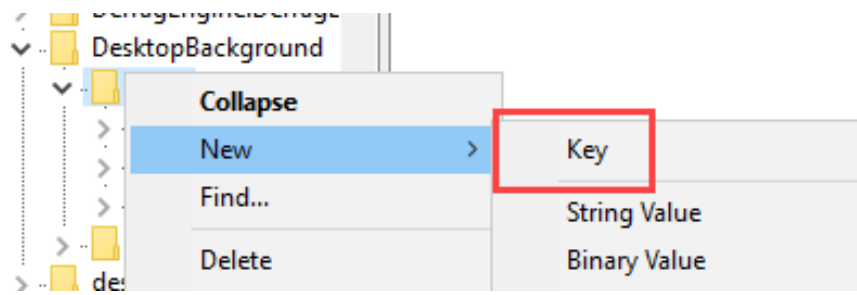 DesktopBackground
Collapse
New
Key
Find...
String Value
Delete
Binary Value